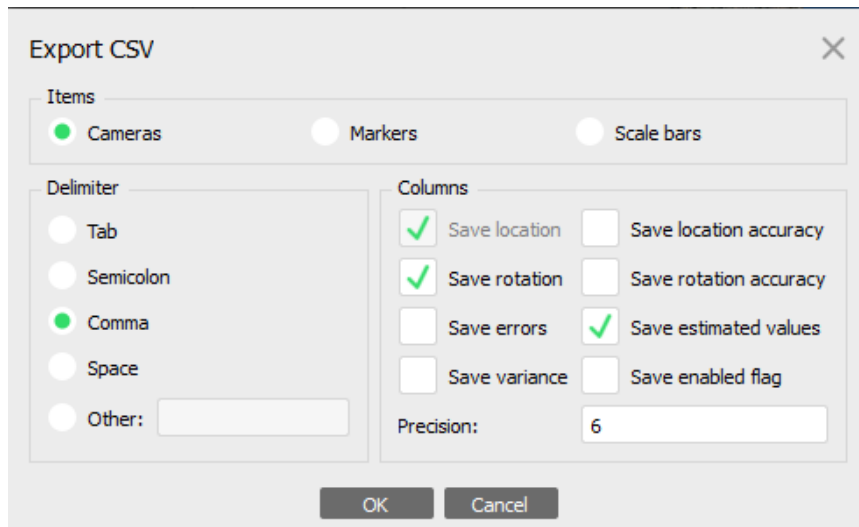 Export CSV
Items
Cameras
Markers
Scale bars
Delimiter
Tab
Semicolon
Comma
Space
Other:
Columns
Save location
Save location accuracy
Save rotation
Save rotation accuracy
Save errors
Save estimated values
Save variance
Save enabled flag
Precision:
6
OK
Cancel